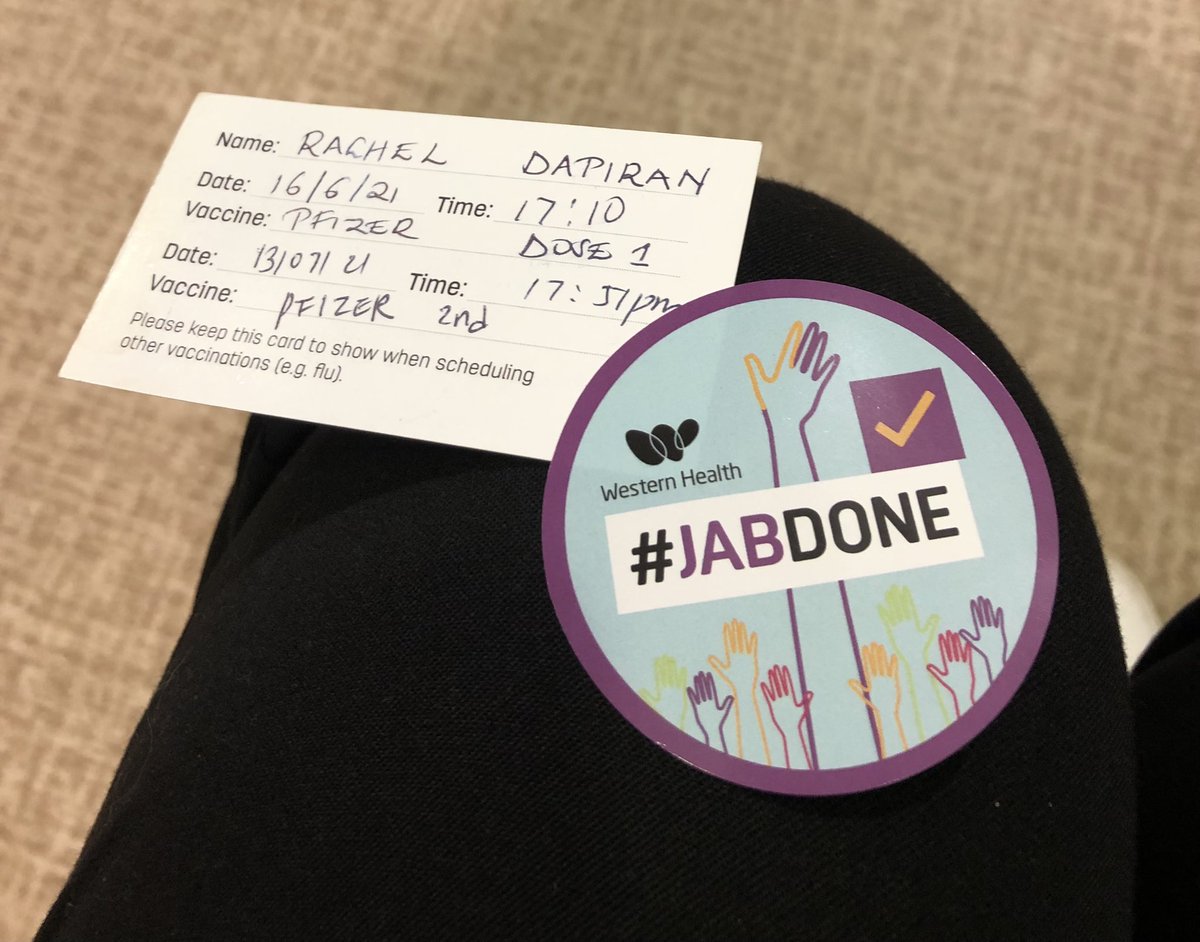 Name: RACHEL DAPIRAN
Date: 16/6/21 Time: 17:10
Vaccine: PFIZER DOSE 1
Date: 13/07/21 Time: 17:51pm
Vaccine: PFIZER 2nd
Please keep this card to show when scheduling
other vaccinations (e.g. flu).
Western Health
#JABDONE